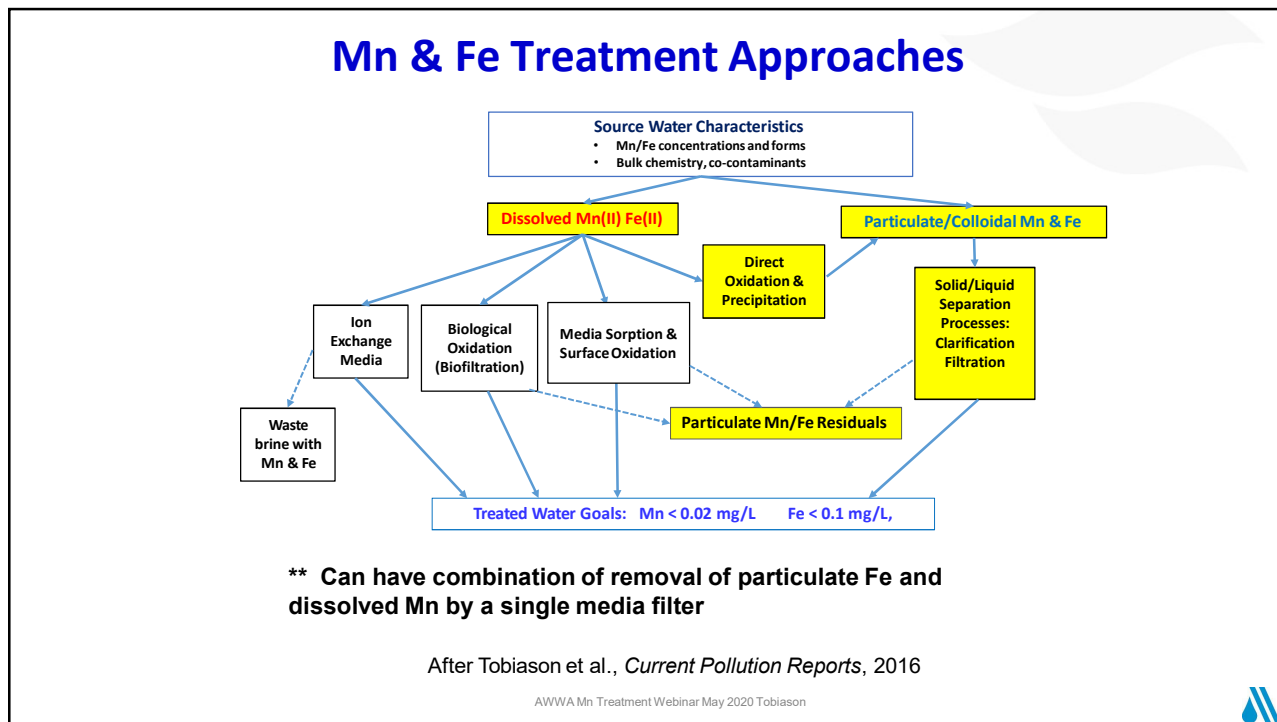 Mn & Fe Treatment Approaches
Source Water Characteristics
• Mn/Fe concentrations and forms
• Bulk chemistry, co-contaminants
Dissolved Mn(II) Fe(II)
Particulate/Colloidal Mn & Fe
Direct
Oxidation &
Precipitation
Solid/Liquid
Separation
Processes:
Clarification
Filtration
Ion
Exchange
Media
Biological
Oxidation
(Biofiltration)
Media Sorption &
Surface Oxidation
Waste
brine with
Mn & Fe
Particulate Mn/Fe Residuals
Treated Water Goals: Mn < 0.02 mg/L Fe < 0.1 mg/L,
** Can have combination of removal of particulate Fe and
dissolved Mn by a single media filter
After Tobiason et al., Current Pollution Reports, 2016
AWWA Mn Treatment Webinar May 2020 Tobiason